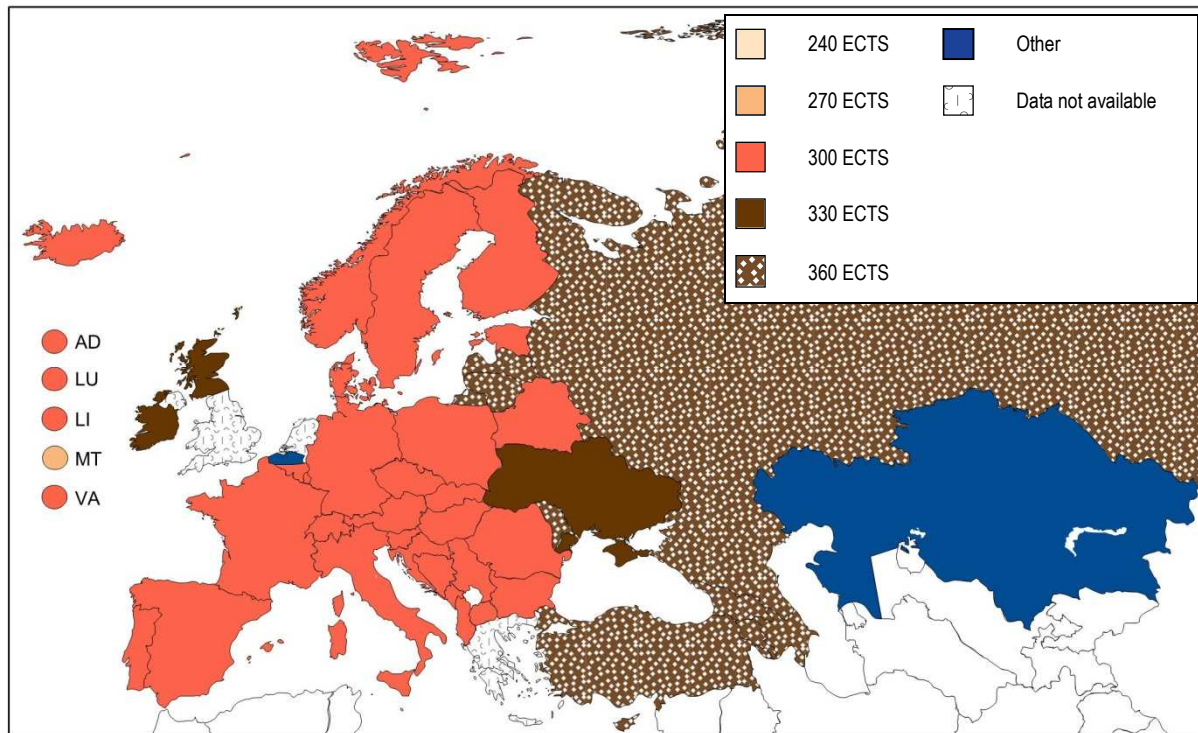 240 ECTS
Other
270 ECTS
Data not available
300 ECTS
330 ECTS
360 ECTS
AD
LU
LI
MT
VA